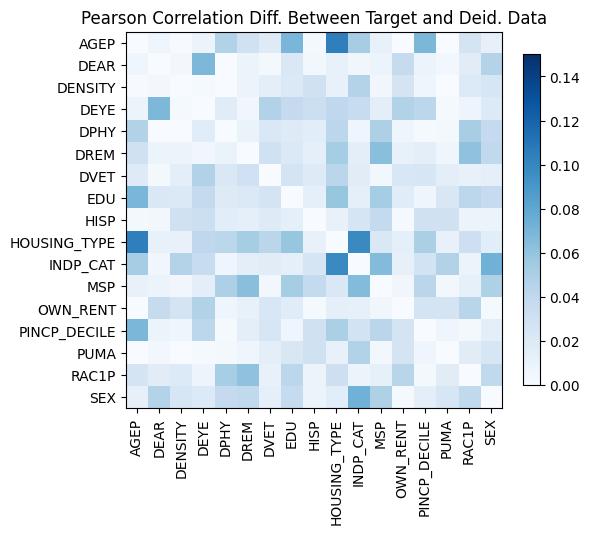 Pearson Correlation Diff. Between Target and Deid. Data
AGEP
DEAR
DENSITY
DEYE
DPHY
DREM
DVET
EDU
HISP
HOUSING_TYPE
INDP_CAT
MSP
OWN_RENT
PINCP_DECILE
PUMA
RAC1P
SEX
AGEP
DEAR
DENSITY
DEYE
DPHY
DREM
DVET
EDU
HISP
HOUSING_TYPE
INDP_CAT
MSP
OWN_RENT
PINCP_DECILE
PUMA
RAC1P
SEX
0.14
0.12
0.10
0.08
0.06
0.04
0.02
0.00